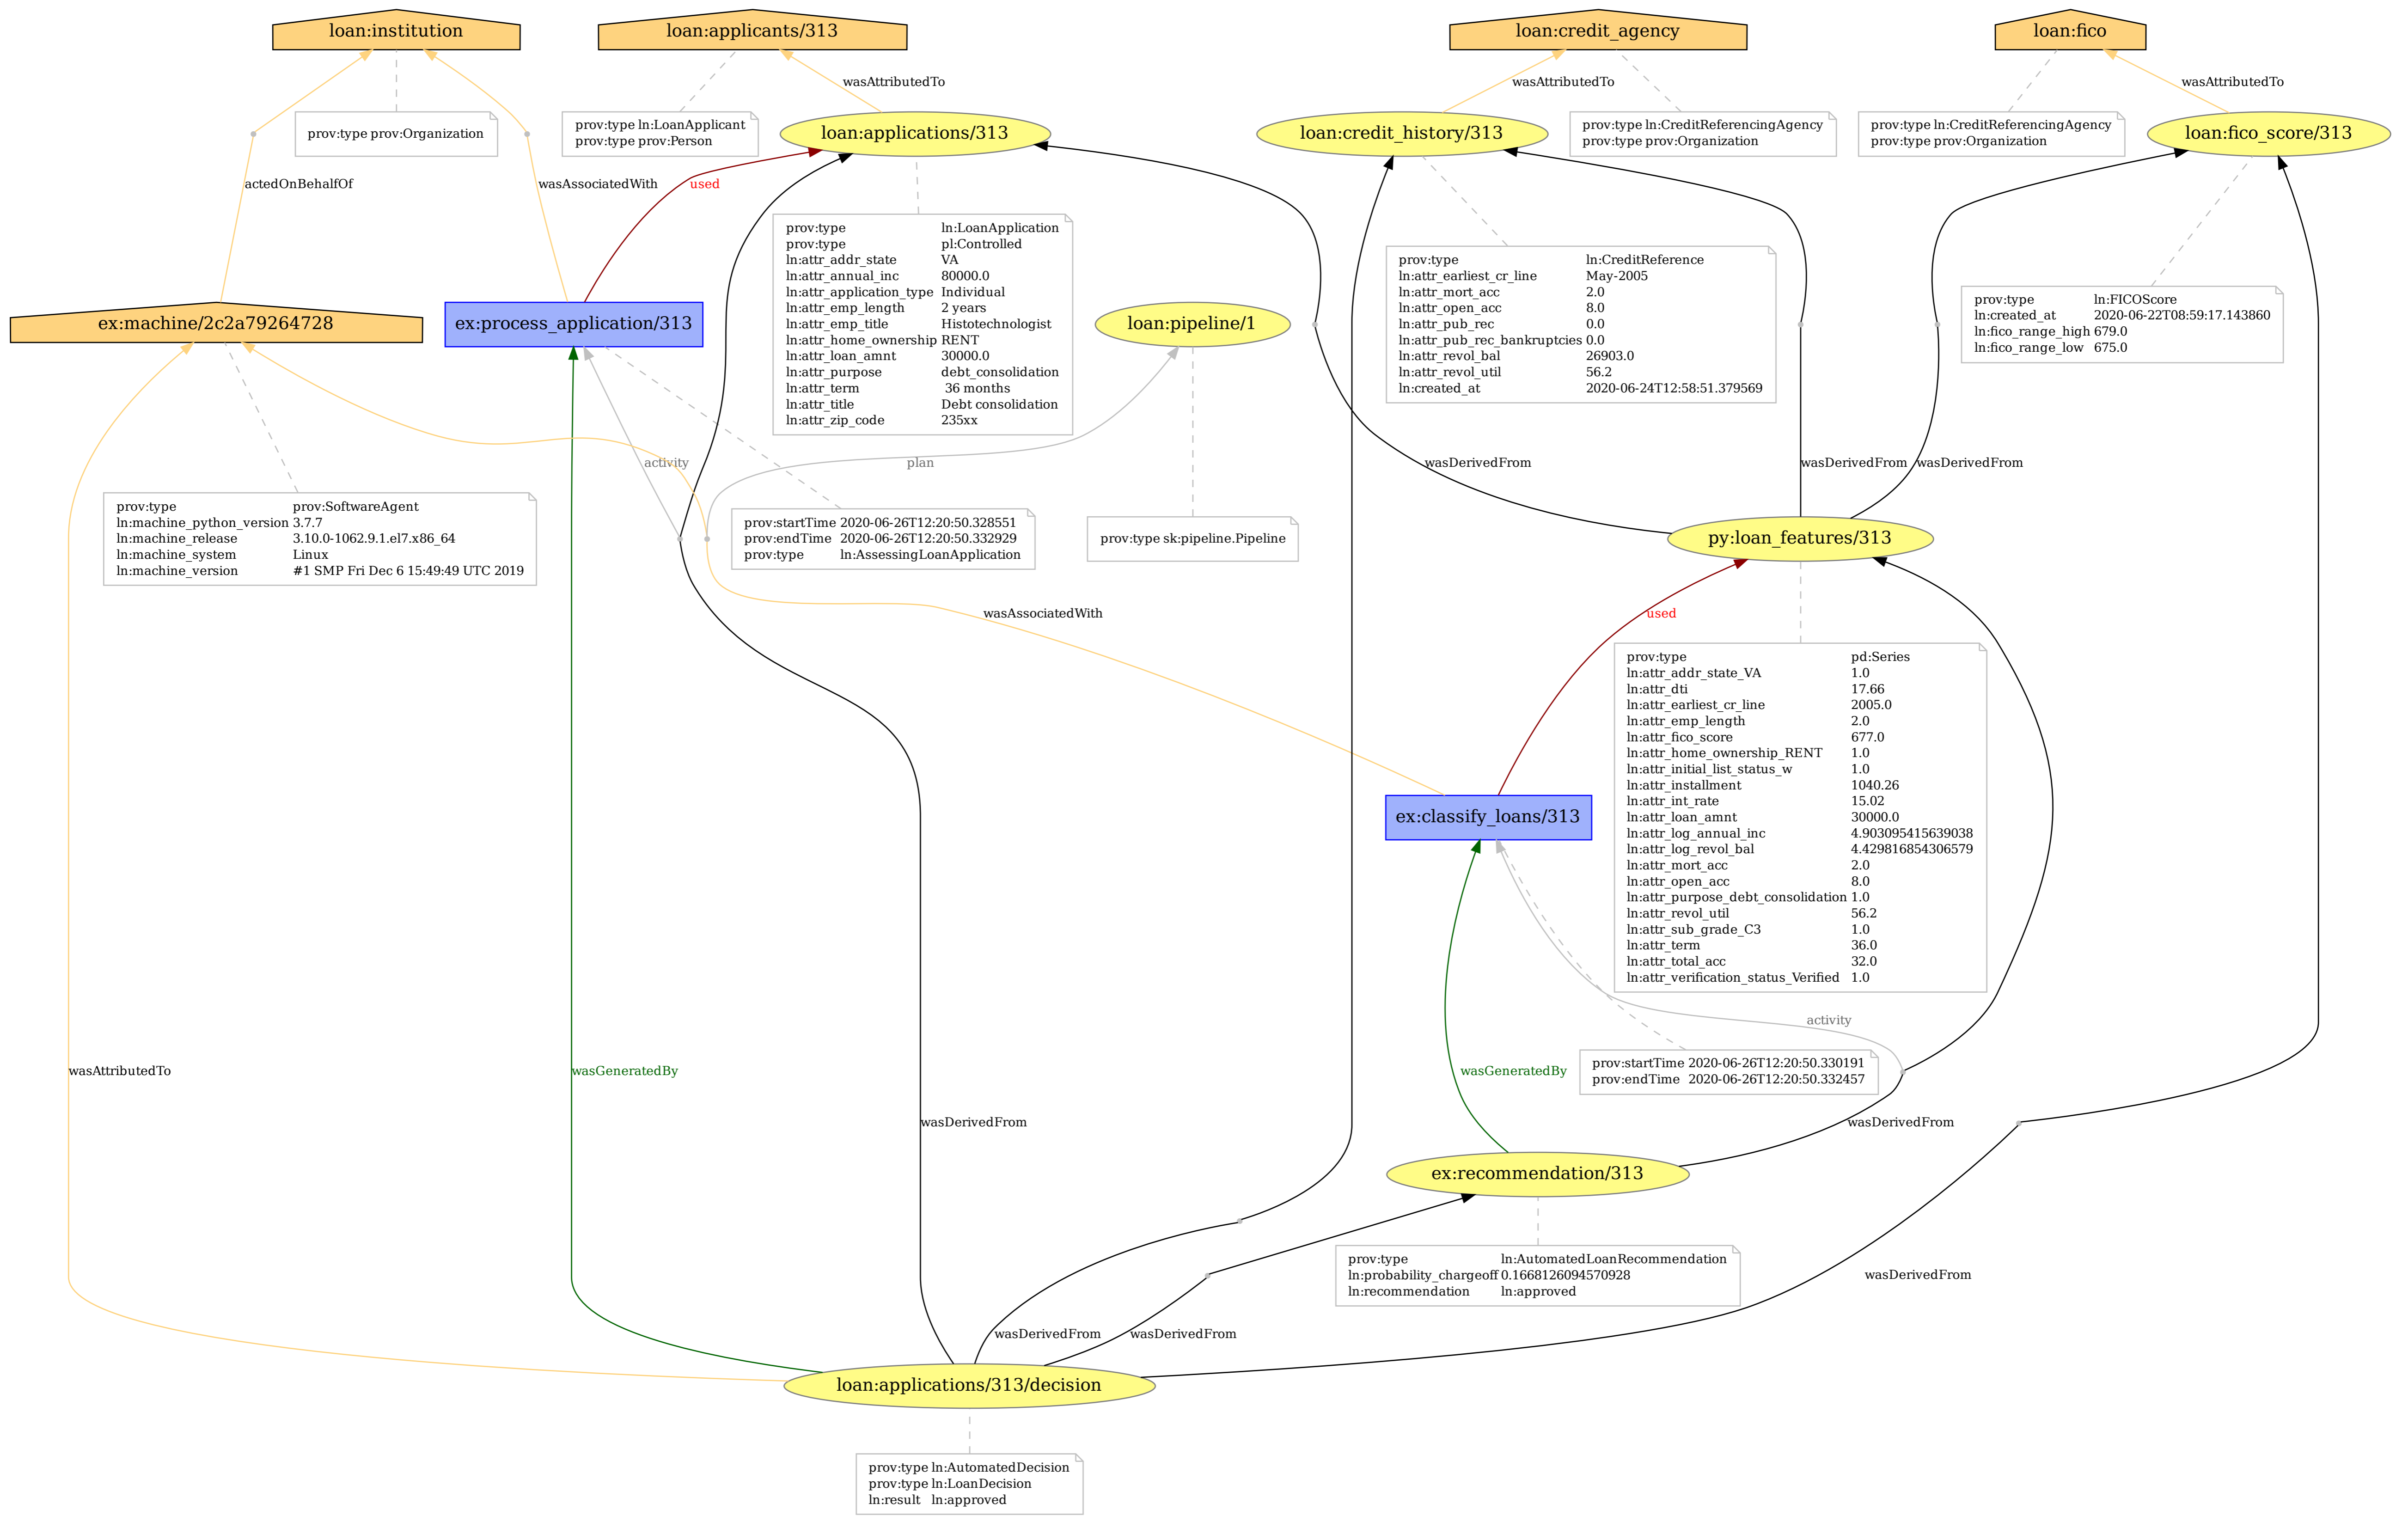 loan:institution
loan:applicants/313
loan:credit_agency
loan:fico
wasAttributedTo
wasAttributedTo
wasAttributedTo
prov:type prov:Organization
prov:type ln:LoanApplicant
prov:type prov:Person
loan:applications/313
loan:credit_history/313
prov:type ln:CreditReferencingAgency
prov:type prov:Organization
prov:type ln:CreditReferencingAgency
prov:type prov:Organization
loan:fico_score/313
actedOnBehalfOf
wasAssociatedWith
used
prov:type ln:LoanApplication
prov:type pl:Controlled
ln:attr_addr_state VA
ln:attr_annual_inc 80000.0
ln:attr_application_type Individual
ln:attr_emp_length 2 years
ln:attr_emp_title Histotechnologist
ln:attr_home_ownership RENT
ln:attr_loan_amnt 30000.0
ln:attr_purpose debt_consolidation
ln:attr_term 36 months
ln:attr_title Debt consolidation
ln:attr_zip_code 235xx
prov:type ln:CreditReference
ln:attr_earliest_cr_line May-2005
ln:attr_mort_acc 2.0
ln:attr_open_acc 8.0
ln:attr_pub_rec 0.0
ln:attr_pub_rec_bankruptcies 0.0
ln:attr_revol_bal 26903.0
ln:attr_revol_util 56.2
ln:created_at 2020-06-24T12:58:51.379569
prov:type ln:FICOScore
ln:created_at 2020-06-22T08:59:17.143860
ln:fico_range_high 679.0
ln:fico_range_low 675.0
ex:machine/2c2a79264728
ex:process_application/313
loan:pipeline/1
activity
plan
wasDerivedFrom
wasDerivedFrom
wasDerivedFrom
prov:type prov:SoftwareAgent
ln:machine_python_version 3.7.7
ln:machine_release 3.10.0-1062.9.1.el7.x86_64
ln:machine_system Linux
ln:machine_version #1 SMP Fri Dec 6 15:49:49 UTC 2019
prov:startTime 2020-06-26T12:20:50.328551
prov:endTime 2020-06-26T12:20:50.332929
prov:type ln:AssessingLoanApplication
prov:type sk:pipeline.Pipeline
py:loan_features/313
wasAssociatedWith
used
prov:type pd:Series
ln:attr_addr_state_VA 1.0
ln:attr_dti 17.66
ln:attr_earliest_cr_line 2005.0
ln:attr_emp_length 2.0
ln:attr_fico_score 677.0
ln:attr_home_ownership_RENT 1.0
ln:attr_initial_list_status_w 1.0
ln:attr_installment 1040.26
ln:attr_int_rate 15.02
ln:attr_loan_amnt 30000.0
ln:attr_log_annual_inc 4.903095415639038
ln:attr_log_revol_bal 4.429816854306579
ln:attr_mort_acc 2.0
ln:attr_open_acc 8.0
ln:attr_purpose_debt_consolidation 1.0
ln:attr_revol_util 56.2
ln:attr_sub_grade_C3 1.0
ln:attr_term 36.0
ln:attr_total_acc 32.0
ln:attr_verification_status_Verified 1.0
ex:classify_loans/313
activity
prov:startTime 2020-06-26T12:20:50.330191
prov:endTime 2020-06-26T12:20:50.332457
wasAttributedTo
wasGeneratedBy
wasGeneratedBy
wasDerivedFrom
wasDerivedFrom
ex:recommendation/313
prov:type ln:AutomatedLoanRecommendation
ln:probability_chargeoff 0.1668126094570928
ln:recommendation ln:approved
wasDerivedFrom
wasDerivedFrom
wasDerivedFrom
loan:applications/313/decision
prov:type ln:AutomatedDecision
prov:type ln:LoanDecision
ln:result ln:approved